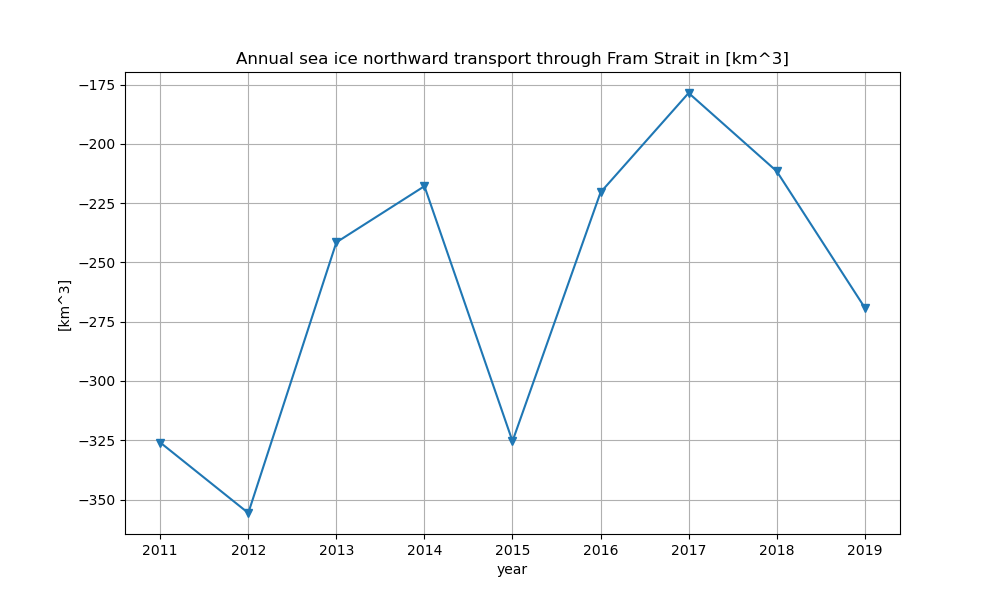 Annual sea ice northward transport through Fram Strait in [km^3]
−175
−200
−225
−250
−275
−300
−325
−350
[km^3]
2011 2012 2013 2014 2015 2016 2017 2018 2019
year